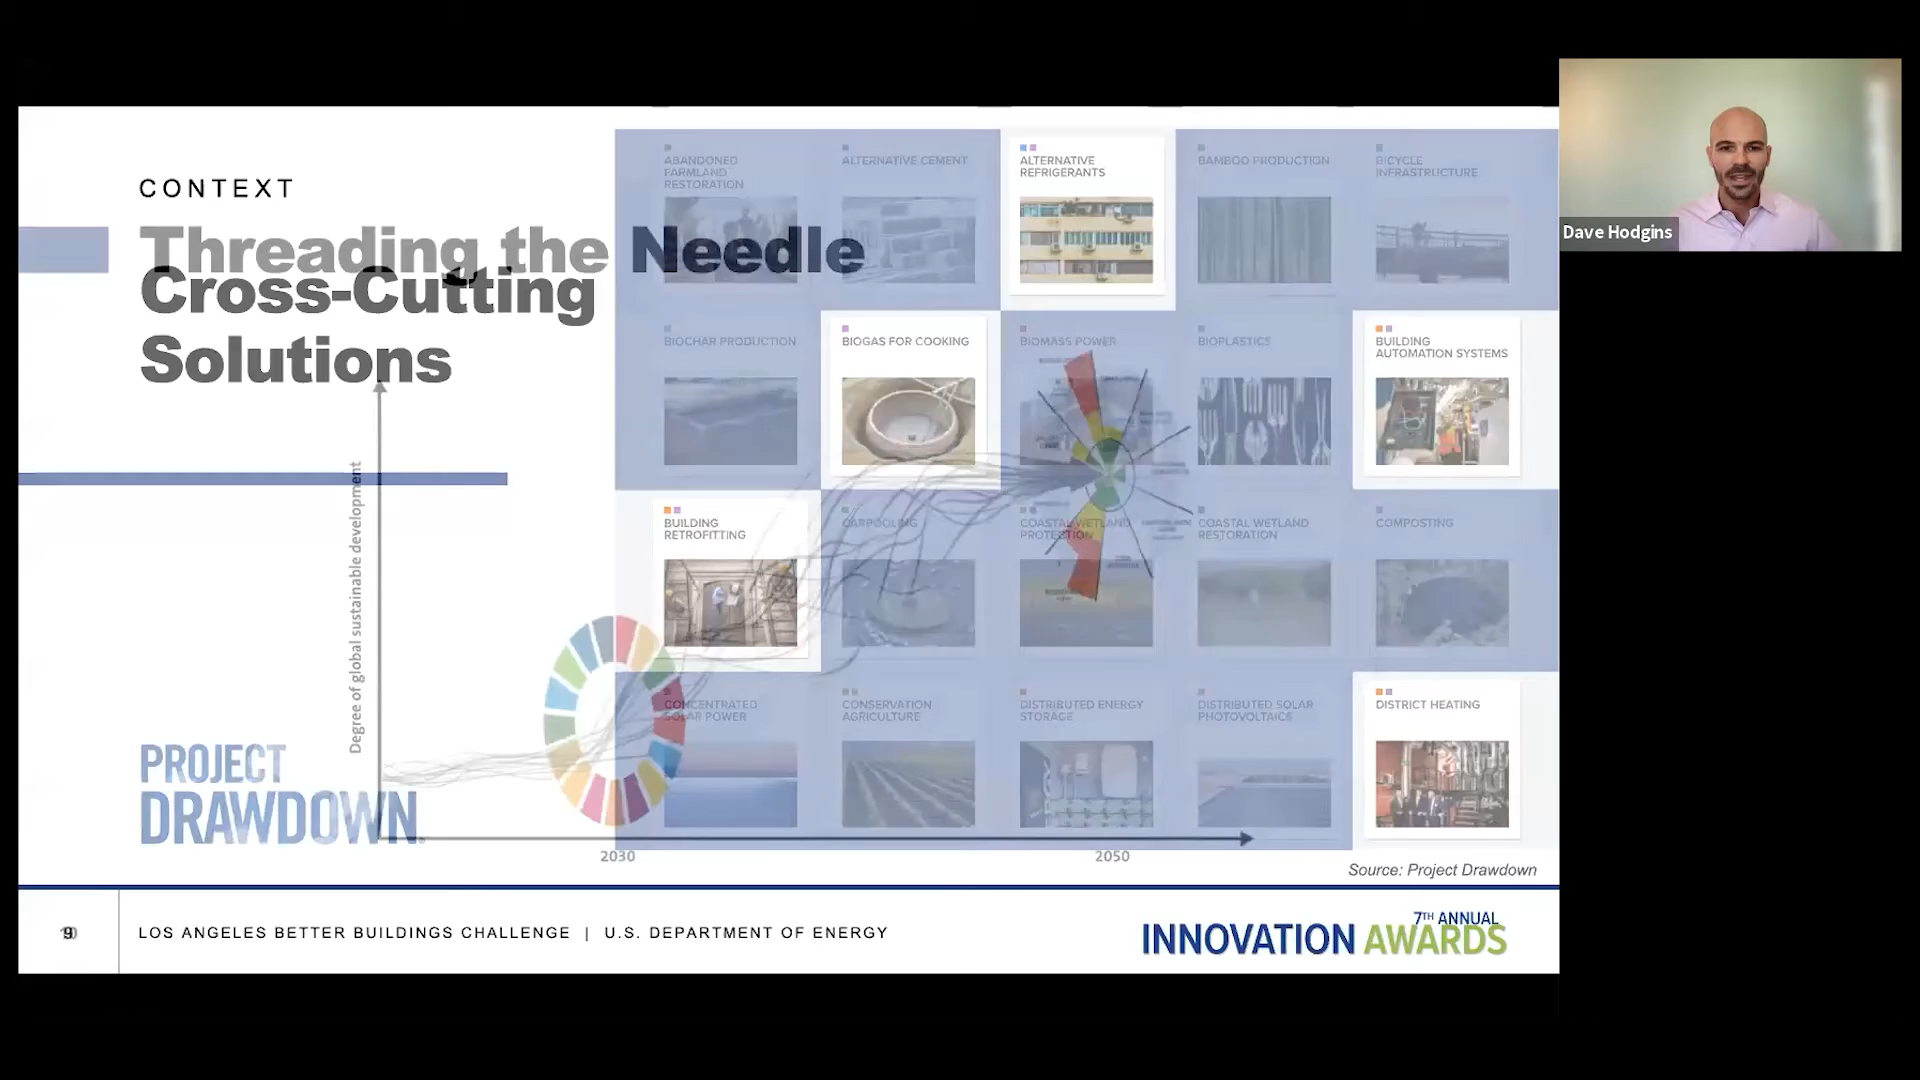 CONTEXT
Threading the Needle
Cross-Cutting
Solutions
Degree of global sustainable development
PROJECT
DRAWDOWN
ABANDONED
FARMLAND
RESTORATION
ALTERNATIVE CEMENT
ALTERNATIVE
REFRIGERANTS
BAMBOO PRODUCTION
BICYCLE
INFRASTRUCTURE
BIOCHAR PRODUCTION
BIOGAS FOR COOKING
BIOMASS POWER
BIOPLASTICS
BUILDING
AUTOMATION SYSTEMS
BUILDING
RETROFITTING
CARPOOLING
COASTAL WETLAND
PROTECTION
COASTAL WETLAND
RESTORATION
COMPOSTING
CONCENTRATED
SOLAR POWER
CONSERVATION
AGRICULTURE
DISTRIBUTED ENERGY
STORAGE
DISTRIBUTED SOLAR
PHOTOVOLTAICS
DISTRICT HEATING
2030
2050
Source: Project Drawdown
LOS ANGELES BETTER BUILDINGS CHALLENGE | U.S. DEPARTMENT OF ENERGY
7TH ANNUAL
INNOVATION AWARDS
Dave Hodgins